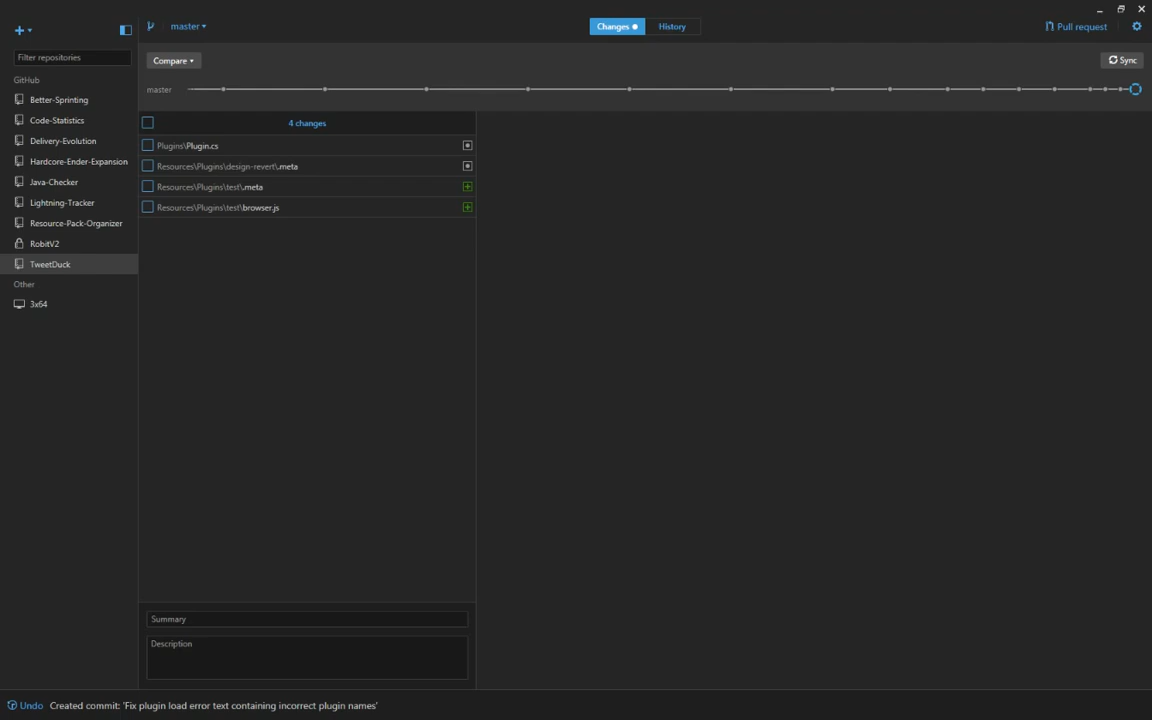 master
Changes
History
Pull request
Filter repositories
GitHub
Better-Sprinting
Code-Statistics
Delivery-Evolution
Hardcore-Ender-Expansion
Java-Checker
Lightning-Tracker
Resource-Pack-Organizer
RobitV2
TweetDuck
Other
3x64
Compare
Sync
master
4 changes
Plugins\Plugin.cs
Resources\Plugins\design-revert\.meta
Resources\Plugins\test\.meta
Resources\Plugins\test\browser.js
Summary
Description
Undo Created commit: 'Fix plugin load error text containing incorrect plugin names'